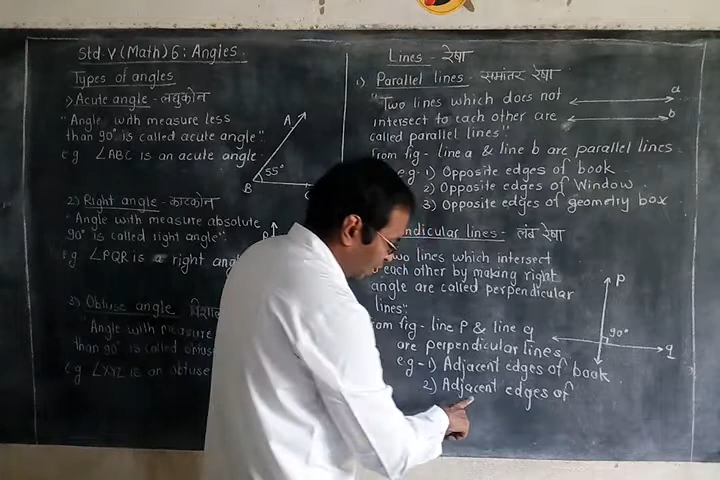 Std. V (Math) 6: Angles
Types of angles
1) Acute angle - लघुकोन
"Angle with measure less
than 90° is called acute angle".
e.g ∠ABC is an acute angle.
A
B
55°
2) Right angle - काटकोन
"Angle with measure absolute
90° is called right angle".
e.g. ∠PQR is a right
3) Obtuse angle
"Angle with measure
than 90° is called
e.g ∠XYZ is an obtuse
Lines - रेषा
1) Parallel lines - समांतर रेषा
"Two lines which does not
intersect to each other are
called parallel lines".
a
b
From fig - line a & line b are parallel lines
e.g- 1) Opposite edges of book
2) Opposite edges of Window
3) Opposite edges of geometry box
lines - लंब रेषा
two lines which intersect
each other by making right
angle are called perpendicular
lines"
from fig - line P & line q
are perpendicular lines
e.g - 1) Adjacent edges of book
2) Adjacent edges of
P
90°
q